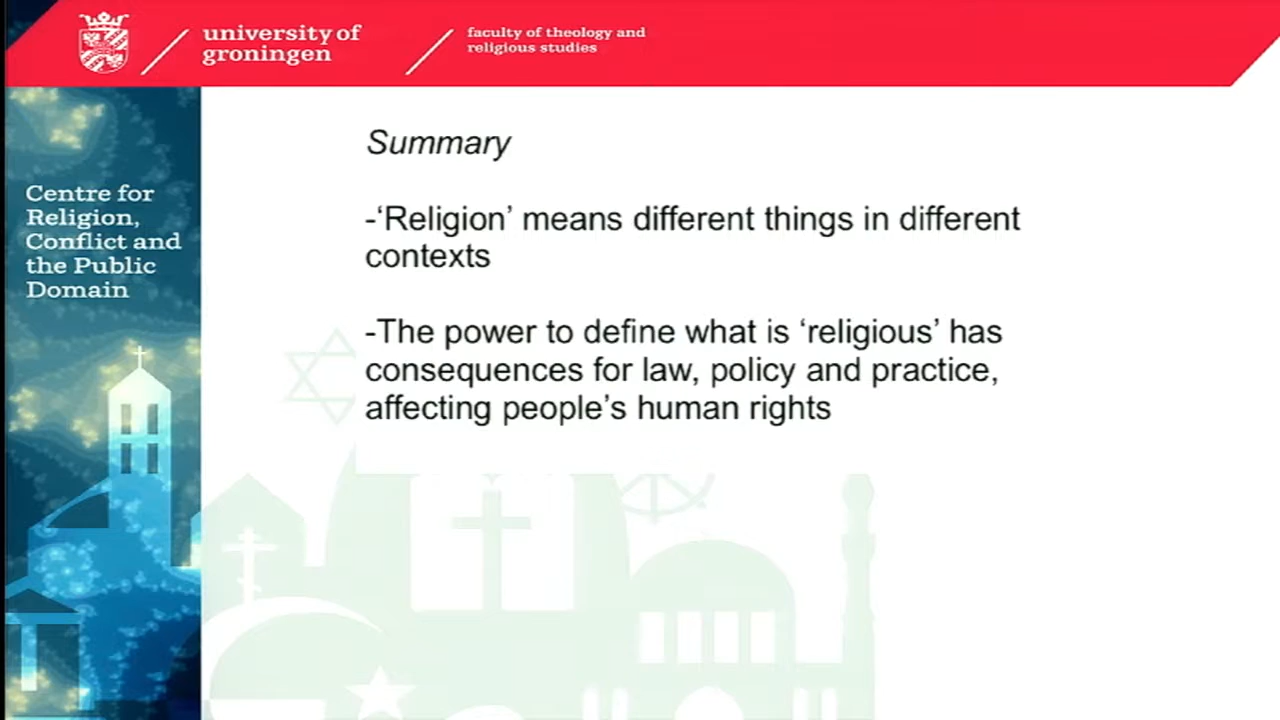 university of
groningen
faculty of theology and
religious studies
Centre for
Religion,
Conflict and
the Public
Domain
Summary
-‘Religion’ means different things in different
contexts
-The power to define what is ‘religious’ has
consequences for law, policy and practice,
affecting people’s human rights